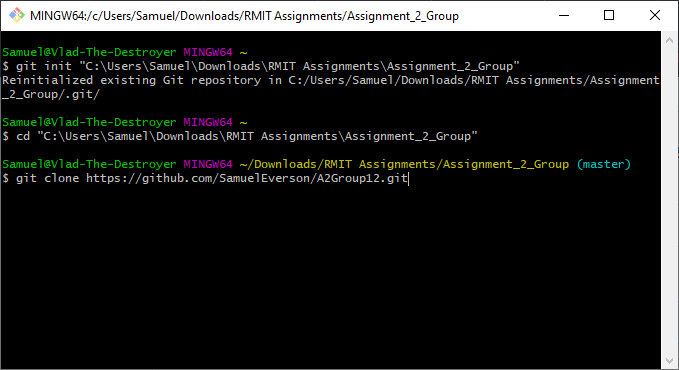 MINGW64:/c/Users/Samuel/Downloads/RMIT Assignments/Assignment_2_Group
Samuel@Vlad-The-Destroyer MINGW64 ~
$ git init "C:\Users\Samuel\Downloads\RMIT Assignments\Assignment_2_Group"
Reinitialized existing Git repository in C:/Users/Samuel/Downloads/RMIT Assignments/Assignment
_2_Group/.git/
Samuel@Vlad-The-Destroyer MINGW64 ~
$ cd "C:\Users\Samuel\Downloads\RMIT Assignments\Assignment_2_Group"
Samuel@Vlad-The-Destroyer MINGW64 ~/Downloads/RMIT Assignments/Assignment_2_Group (master)
$ git clone https://github.com/SamuelEverson/A2Group12.git